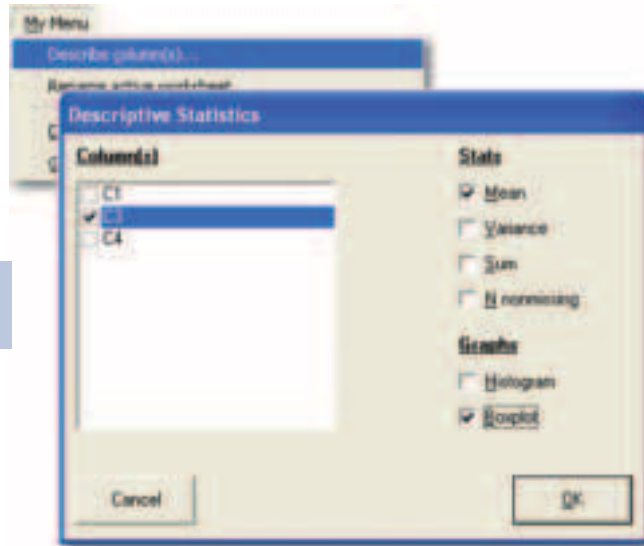 My Menu
Describe column(s)...
Rename active worksheet
Descriptive Statistics
Column(s)
C1
C3
C4
Stats
Mean
Variance
Sum
N nonmissing
Graphs
Histogram
Boxplot
Cancel
OK